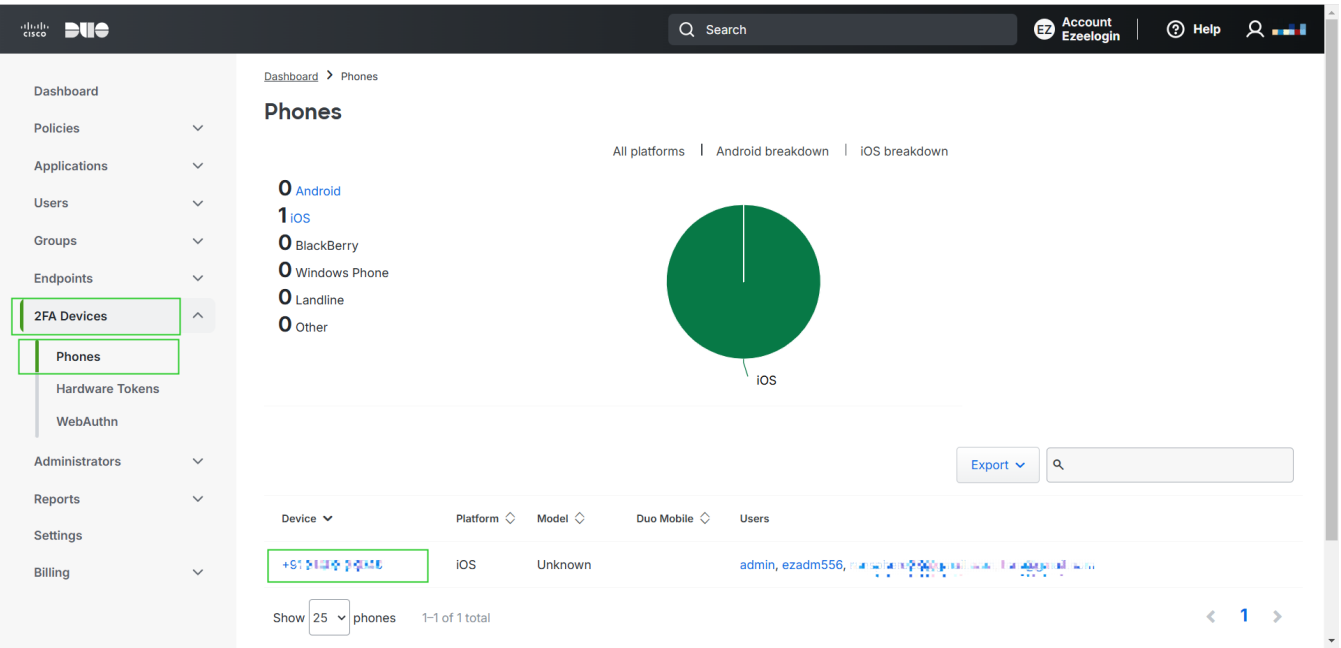 cisco DUO Search EZ Account Ezeelogin Help
Dashboard
Policies
Applications
Users
Groups
Endpoints
2FA Devices
Phones
Hardware Tokens
WebAuthn
Administrators
Reports
Settings
Billing
Dashboard > Phones
Phones
All platforms | Android breakdown | iOS breakdown
0 Android
1 iOS
0 BlackBerry
0 Windows Phone
0 Landline
0 Other
iOS
Export
Device Platform Model Duo Mobile Users
iOS Unknown admin, ezadm556,
Show 25 phones 1–1 of 1 total < 1 >